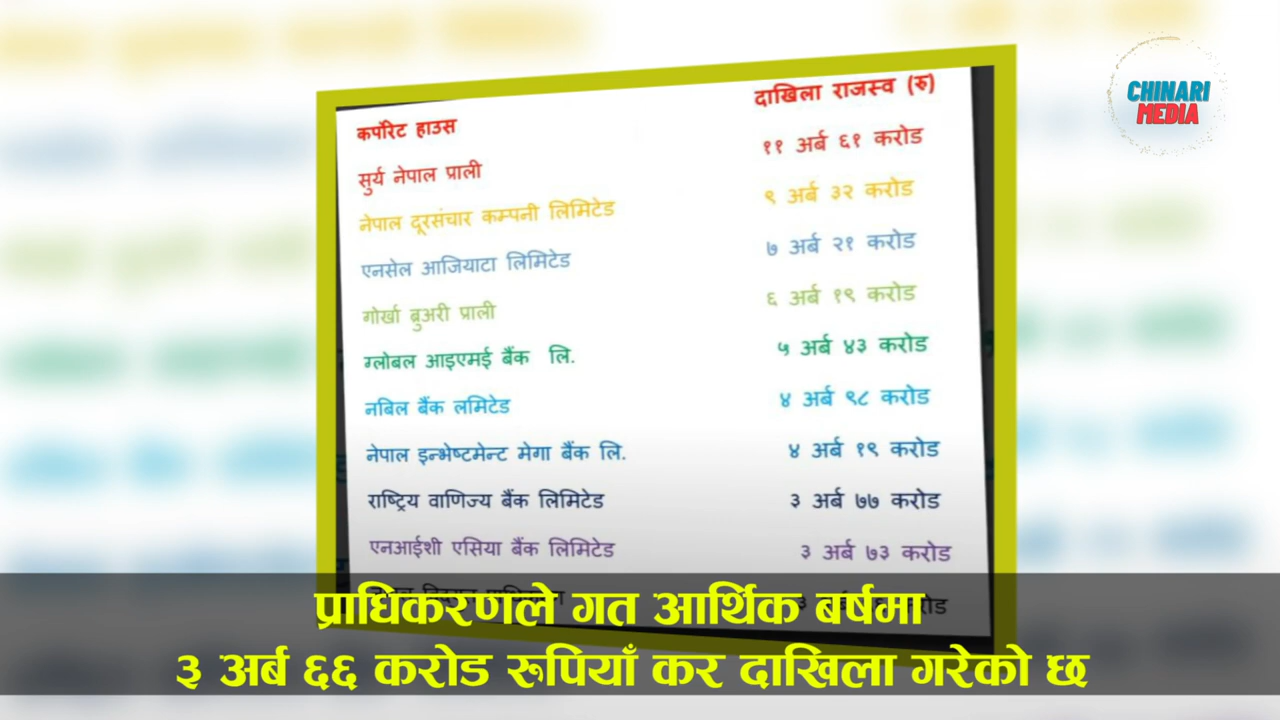 CHINARI
MEDIA
कर्पोरेट हाउस दाखिला राजस्व (रु)
सुर्य नेपाल प्राली ११ अर्ब ६१ करोड
नेपाल दूरसंचार कम्पनी लिमिटेड ९ अर्ब ३२ करोड
एनसेल आजियाटा लिमिटेड ७ अर्ब २१ करोड
गोर्खा ब्रुअरी प्राली ६ अर्ब १९ करोड
ग्लोबल आइएमई बैंक लि. ५ अर्ब ४३ करोड
नबिल बैंक लमिटेड ४ अर्ब ९८ करोड
नेपाल इन्भेष्टमेन्ट मेगा बैंक लि. ४ अर्ब १९ करोड
राष्ट्रिय वाणिज्य बैंक लिमिटेड ३ अर्ब ७७ करोड
एनआईशी एसिया बैंक लिमिटेड ३ अर्ब ७३ करोड
प्राधिकरणले गत आर्थिक बर्षमा
३ अर्ब ६६ करोड रूपियाँ कर दाखिला गरेको छ